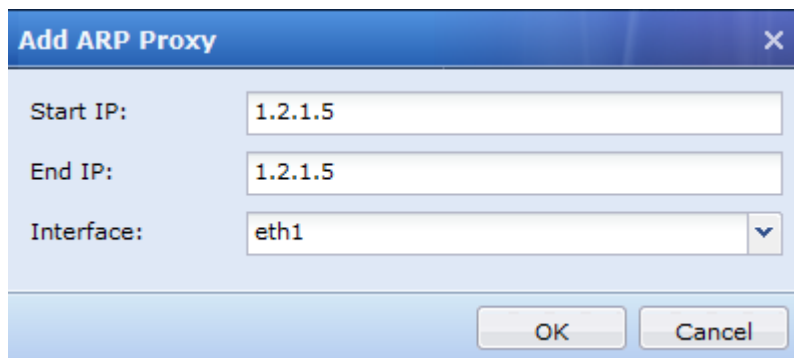 Add ARP Proxy
Start IP: 1.2.1.5
End IP: 1.2.1.5
Interface: eth1
OK Cancel